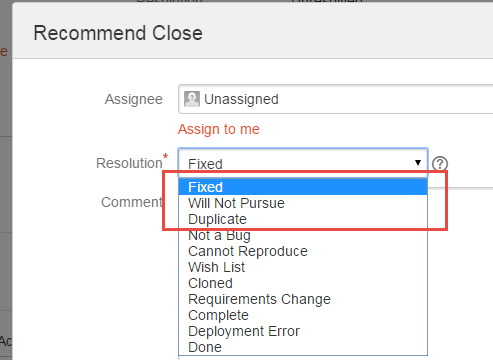 Recommend Close
Assignee
Unassigned
Assign to me
Resolution*
Fixed
Fixed
Will Not Pursue
Comment
Duplicate
Not a Bug
Cannot Reproduce
Wish List
Cloned
Requirements Change
Complete
Deployment Error
Done